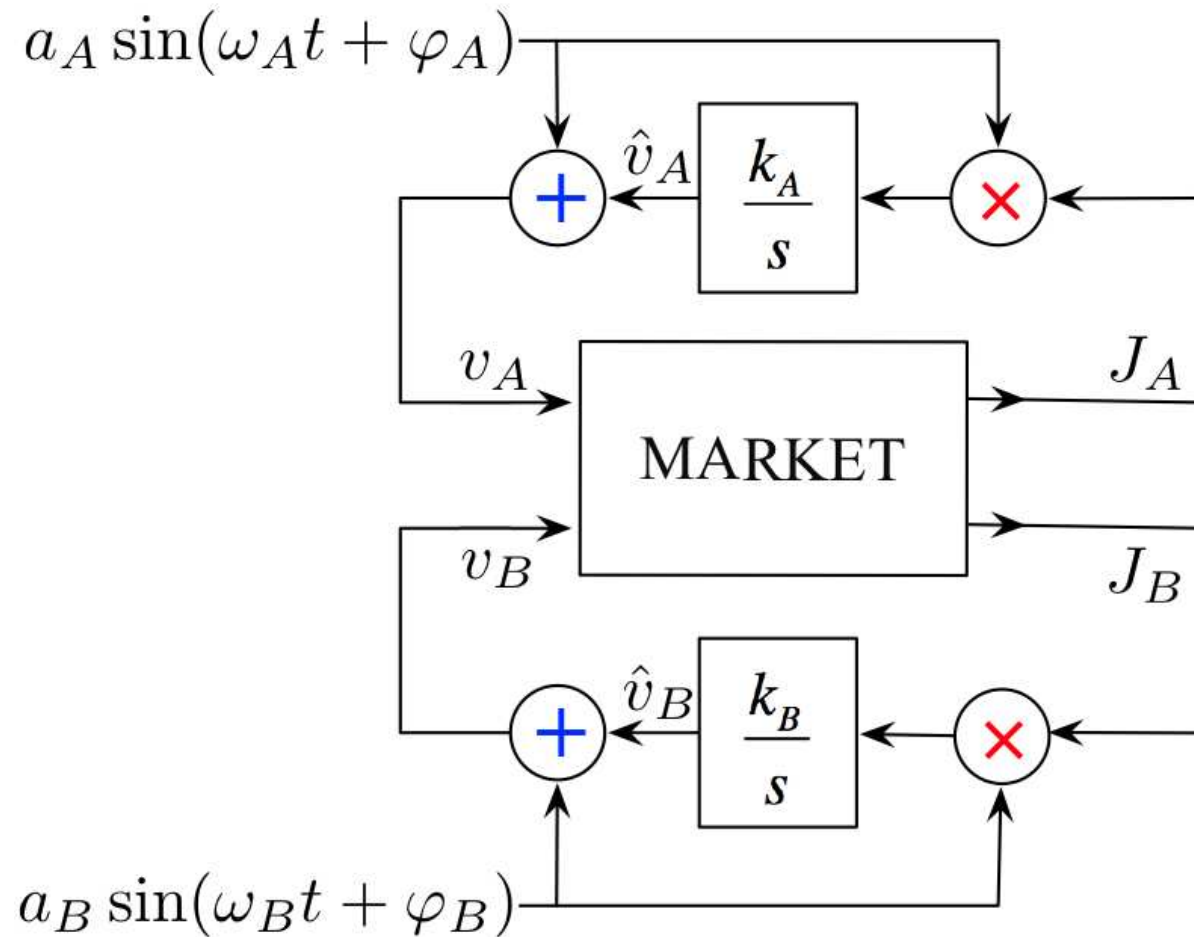 a_A sin(ω_A t + φ_A)
+
v̂_A
k_A
s
×
v_A
J_A
MARKET
v_B
J_B
+
v̂_B
k_B
s
×
a_B sin(ω_B t + φ_B)